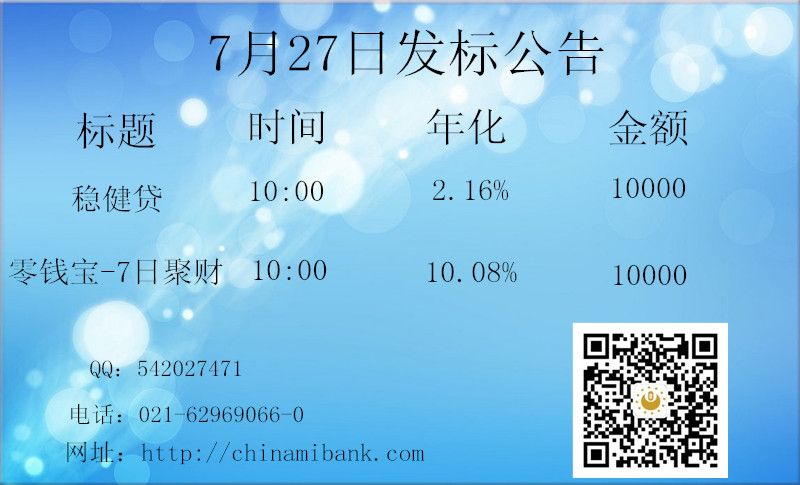 7月27日发标公告
标题 时间 年化 金额
稳健贷 10:00 2.16% 10000
零钱宝-7日聚财 10:00 10.08% 10000
QQ: 542027471
电话: 021-62969066-0
网址: http://chinamibank.com